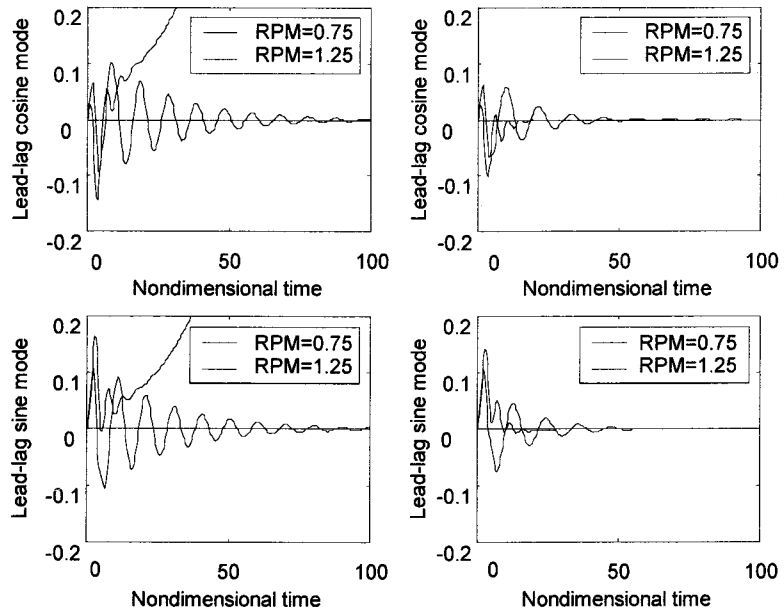 Lead-lag cosine mode
0.2
0.1
0
-0.1
-0.2
RPM=0.75
RPM=1.25
0
50
100
Nondimensional time
Lead-lag cosine mode
0.2
0.1
0
-0.1
-0.2
RPM=0.75
RPM=1.25
0
50
100
Nondimensional time
Lead-lag sine mode
0.2
0.1
0
-0.1
-0.2
RPM=0.75
RPM=1.25
0
50
100
Nondimensional time
Lead-lag sine mode
0.2
0.1
0
-0.1
-0.2
RPM=0.75
RPM=1.25
0
50
100
Nondimensional time